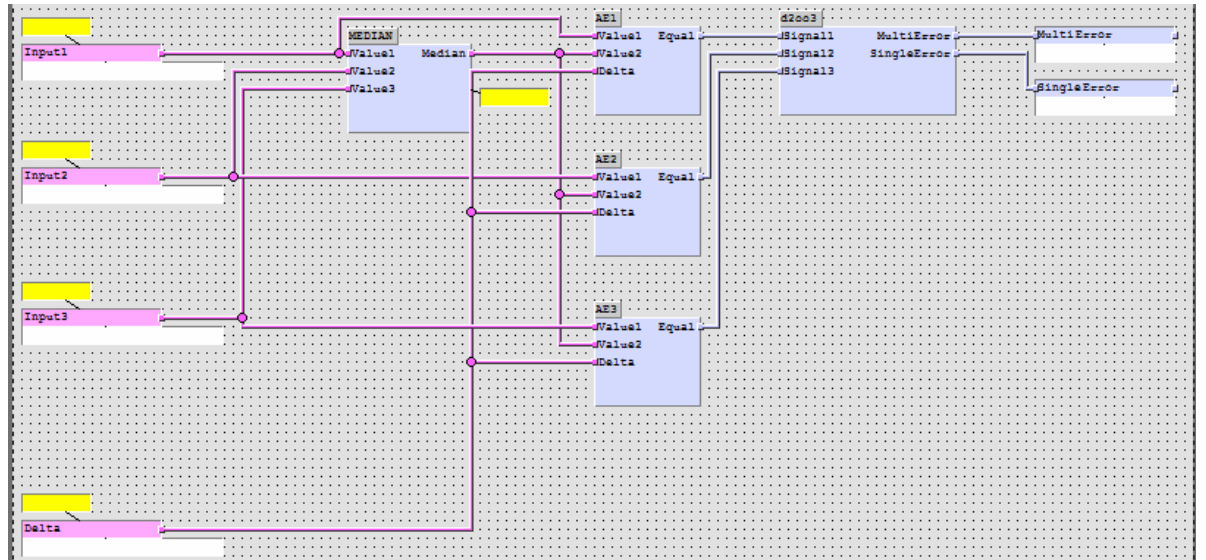 AE1
d2oo3
MEDIAN
Value1 Equal
Signal1 MultiError
MultiError
Input1
Value1 Median
Value2
Signal2 SingleError
Value2
Delta
Signal3
Value3
SingleError
AE2
Input2
Value1 Equal
Value2
Delta
AE3
Input3
Value1 Equal
Value2
Delta
Delta